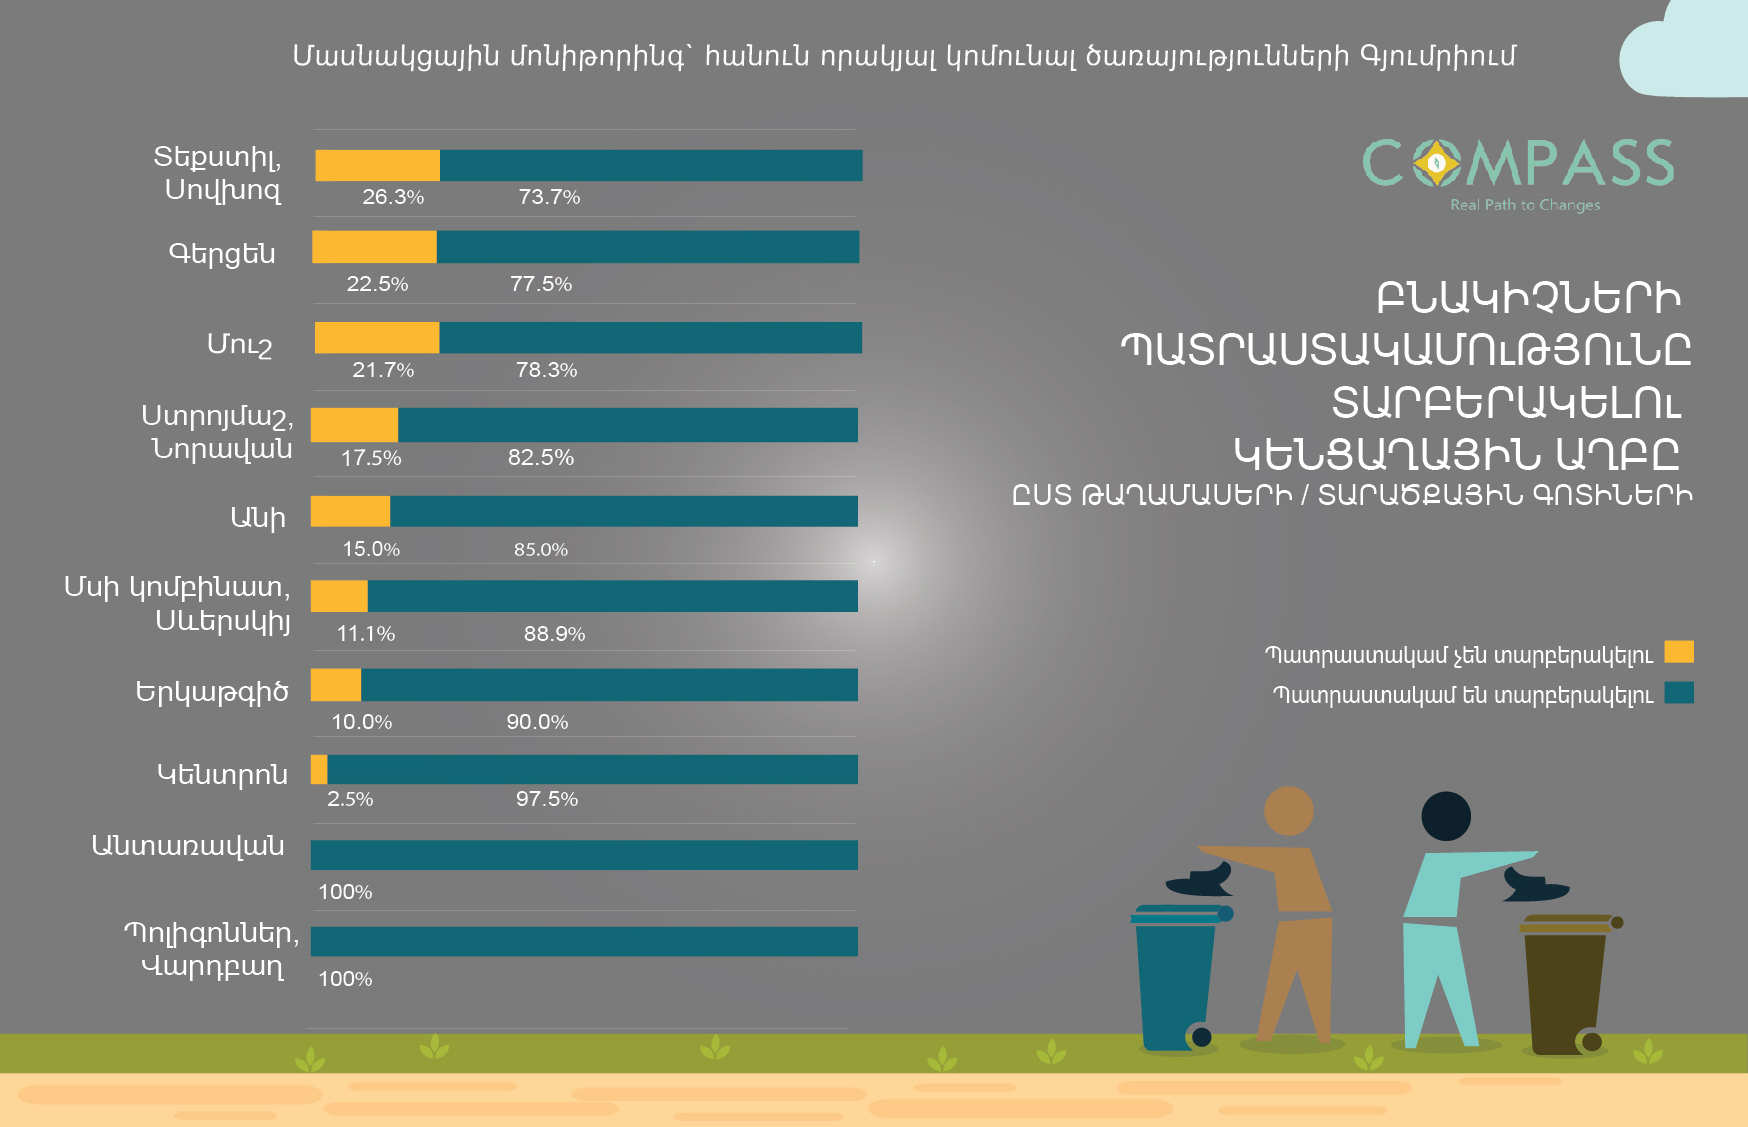 Մասնակցային մոնիթորինգ` հանուն որակյալ կոմունալ ծառայությունների Գյումրիում
COMPASS
Real Path to Changes
ԲՆԱԿԻՉՆԵՐԻ
ՊԱՏՐԱՍՏԱԿԱՄՈւԹՅՈւՆԸ
ՏԱՐԲԵՐԱԿԵԼՈւ
ԿԵՆՑԱՂԱՅԻՆ ԱՂԲԸ
ԸՍՏ ԹԱՂԱՄԱՍԵՐԻ / ՏԱՐԱԾՔԱՅԻՆ ԳՈՏԻՆԵՐԻ
Տեքստիլ,
Սովխոզ
26.3% 73.7%
Գերցեն
22.5% 77.5%
Մուշ
21.7% 78.3%
Ստրոյմաշ,
Նորավան
17.5% 82.5%
Անի
15.0% 85.0%
Մսի կոմբինատ,
Սևերսկիյ
11.1% 88.9%
Երկաթգիծ
10.0% 90.0%
Կենտրոն
2.5% 97.5%
Անտառավան
100%
Պոլիգոններ,
Վարդբաղ
100%
Պատրաստակամ չեն տարբերակելու
Պատրաստակամ են տարբերակելու